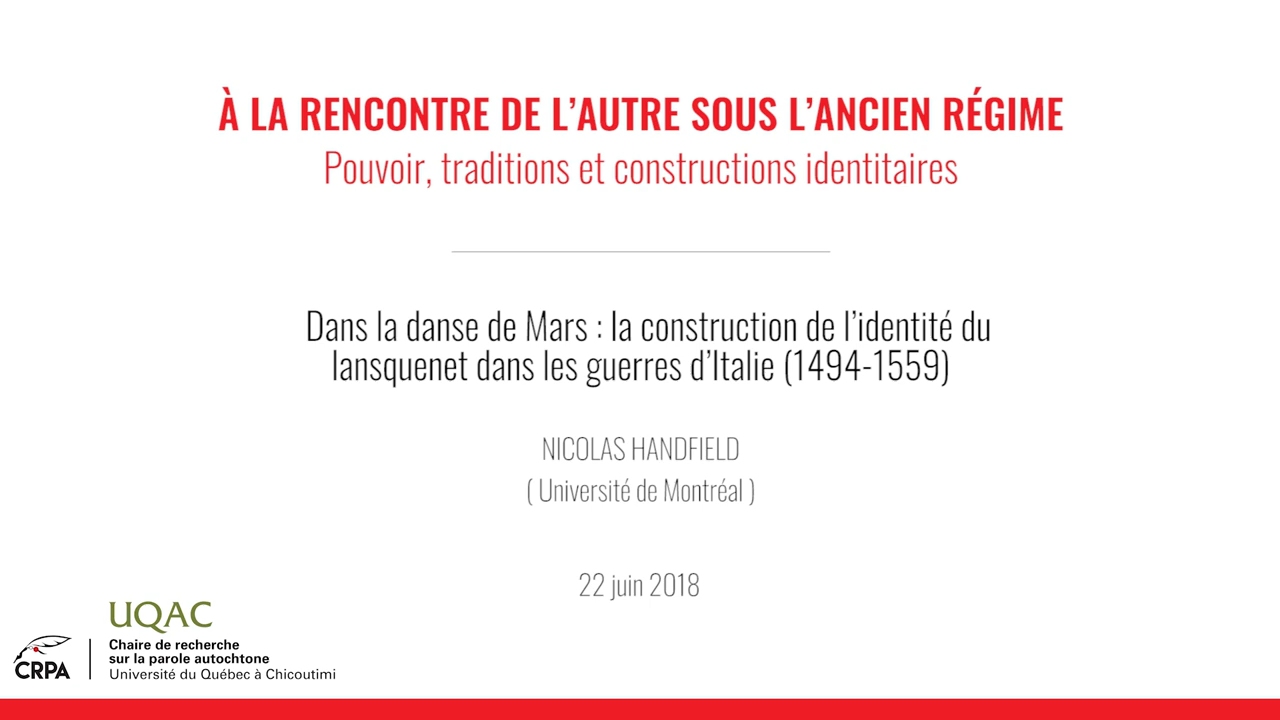 À LA RENCONTRE DE L’AUTRE SOUS L’ANCIEN RÉGIME
Pouvoir, traditions et constructions identitaires
Dans la danse de Mars : la construction de l’identité du
lansquenet dans les guerres d’Italie (1494-1559)
NICOLAS HANDFIELD
( Université de Montréal )
22 juin 2018
UQAC
CRPA
Chaire de recherche
sur la parole autochtone
Université du Québec à Chicoutimi